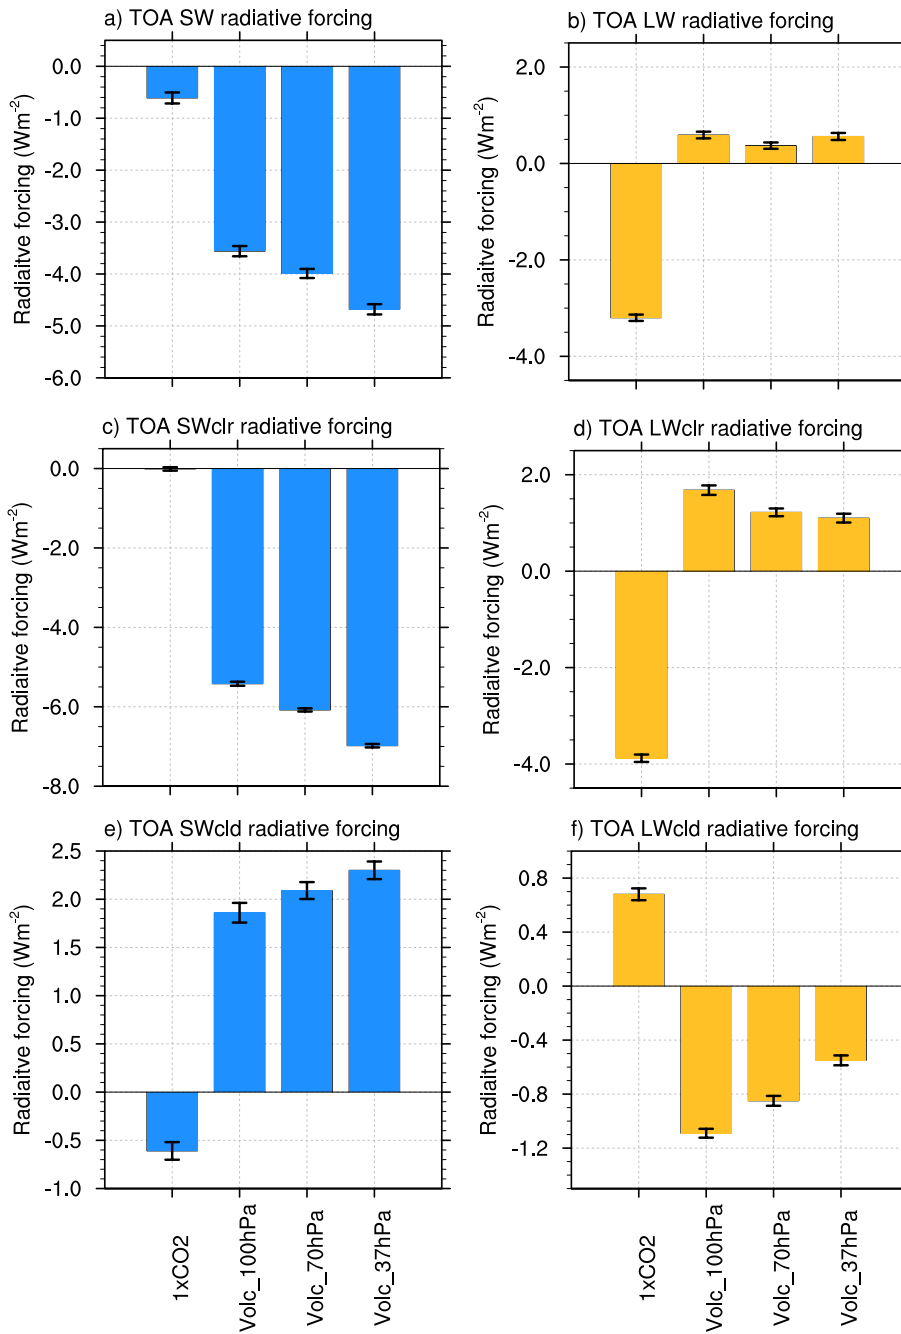 a) TOA SW radiative forcing
0.0
-1.0
-2.0
-3.0
-4.0
-5.0
-6.0
Radiaitve forcing (Wm-2)
b) TOA LW radiative forcing
2.0
0.0
-2.0
-4.0
Radiaitve forcing (Wm-2)
c) TOA SWclr radiative forcing
0.0
-2.0
-4.0
-6.0
-8.0
Radiaitve forcing (Wm-2)
d) TOA LWclr radiative forcing
2.0
0.0
-2.0
-4.0
Radiaitve forcing (Wm-2)
e) TOA SWcld radiative forcing
2.5
2.0
1.5
1.0
0.5
0.0
-0.5
-1.0
Radiaitve forcing (Wm-2)
1xCO2
Volc_100hPa
Volc_70hPa
Volc_37hPa
f) TOA LWcld radiative forcing
0.8
0.4
0.0
-0.4
-0.8
-1.2
Radiaitve forcing (Wm-2)
1xCO2
Volc_100hPa
Volc_70hPa
Volc_37hPa